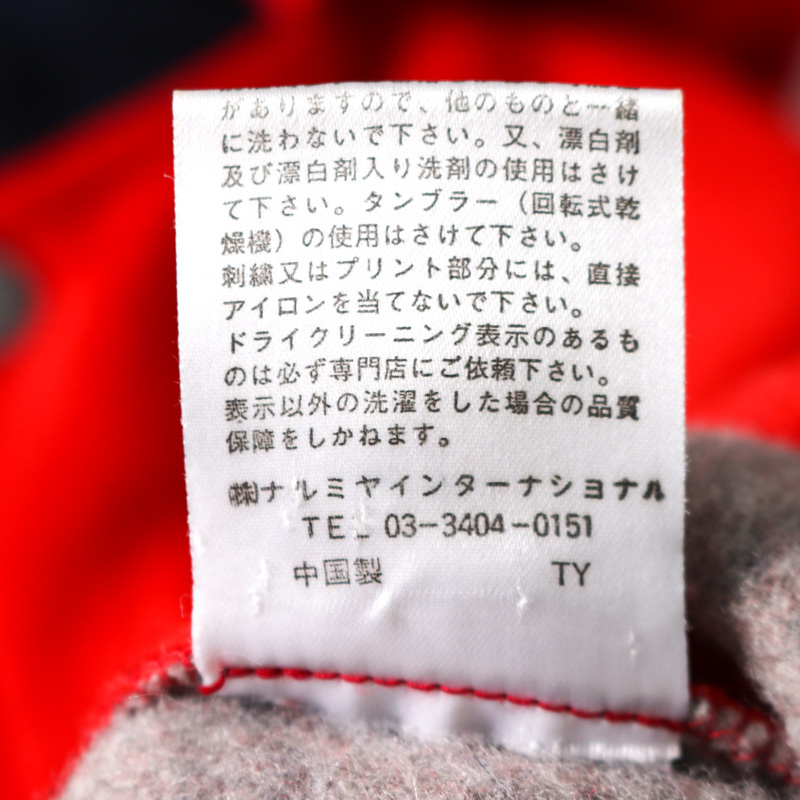 がありますので、他のものと一緒
に洗わないで下さい。又、漂白剤
及び漂白剤入り洗剤の使用はさけ
て下さい。タンブラー（回転式乾
燥機）の使用はさけて下さい。
刺繍又はプリント部分には、直接
アイロンを当てないで下さい。
ドライクリーニング表示のあるも
のは必ず専門店にご依頼下さい。
表示以外の洗濯をした場合の品質
保障をしかねます。
㈱ナルミヤインターナショナル
TEL 03-3404-0151
中国製 TY